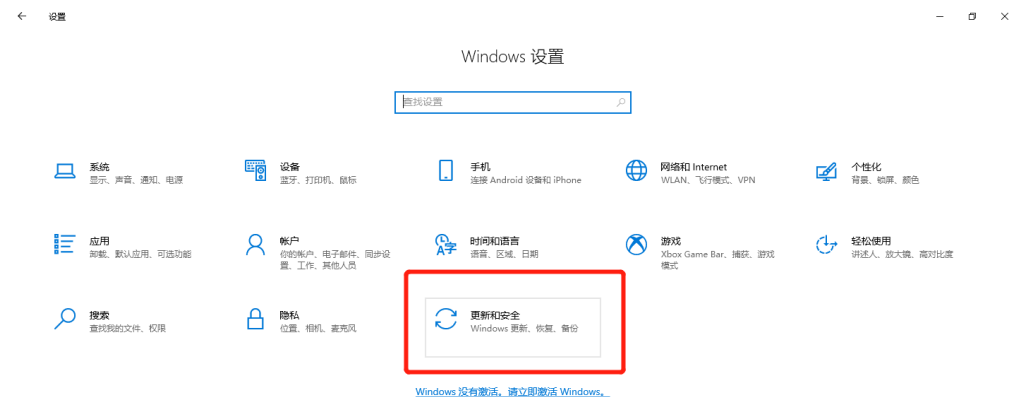 设置
Windows 设置
查找设置
系统
显示、声音、通知、电源
设备
蓝牙、打印机、鼠标
手机
连接 Android 设备和 iPhone
网络和 Internet
WLAN、飞行模式、VPN
个性化
背景、锁屏、颜色
应用
卸载、默认应用、可选功能
帐户
你的帐户、电子邮件、同步设
置、工作、其他人员
时间和语言
语音、区域、日期
游戏
Xbox Game Bar、捕获、游戏
模式
轻松使用
讲述人、放大镜、高对比度
搜索
查找我的文件、权限
隐私
位置、相机、麦克风
更新和安全
Windows 更新、恢复、备份
Windows 没有激活。请立即激活 Windows。